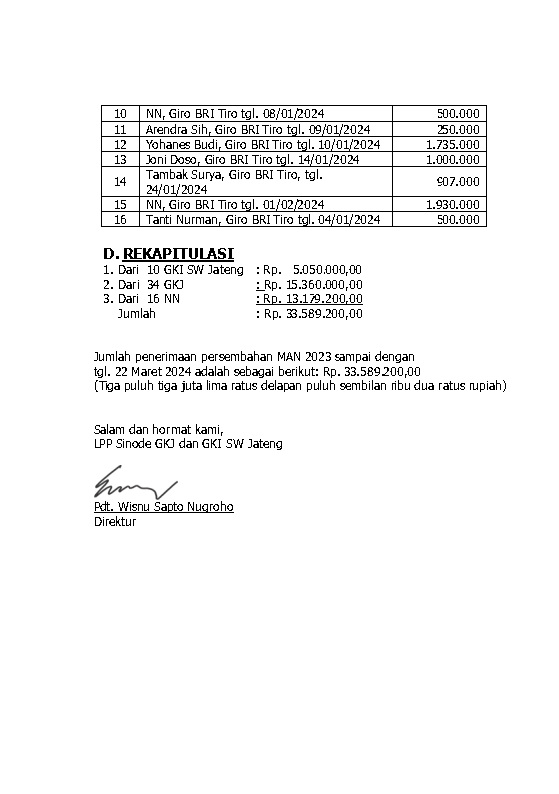 10 NN, Giro BRI Tiro tgl. 08/01/2024 500.000
11 Arendra Sih, Giro BRI Tiro tgl. 09/01/2024 250.000
12 Yohanes Budi, Giro BRI Tiro tgl. 10/01/2024 1.735.000
13 Joni Doso, Giro BRI Tiro tgl. 14/01/2024 1.000.000
14 Tambak Surya, Giro BRI Tiro, tgl.
24/01/2024 907.000
15 NN, Giro BRI Tiro tgl. 01/02/2024 1.930.000
16 Tanti Nurman, Giro BRI Tiro tgl. 04/01/2024 500.000
D. REKAPITULASI
1. Dari 10 GKI SW Jateng : Rp. 5.050.000,00
2. Dari 34 GKJ : Rp. 15.360.000,00
3. Dari 16 NN : Rp. 13.179.200,00
Jumlah : Rp. 33.589.200,00
Jumlah penerimaan persembahan MAN 2023 sampai dengan
tgl. 22 Maret 2024 adalah sebagai berikut: Rp. 33.589.200,00
(Tiga puluh tiga juta lima ratus delapan puluh sembilan ribu dua ratus rupiah)
Salam dan hormat kami,
LPP Sinode GKJ dan GKI SW Jateng
Pdt. Wisnu Sapto Nugroho
Direktur